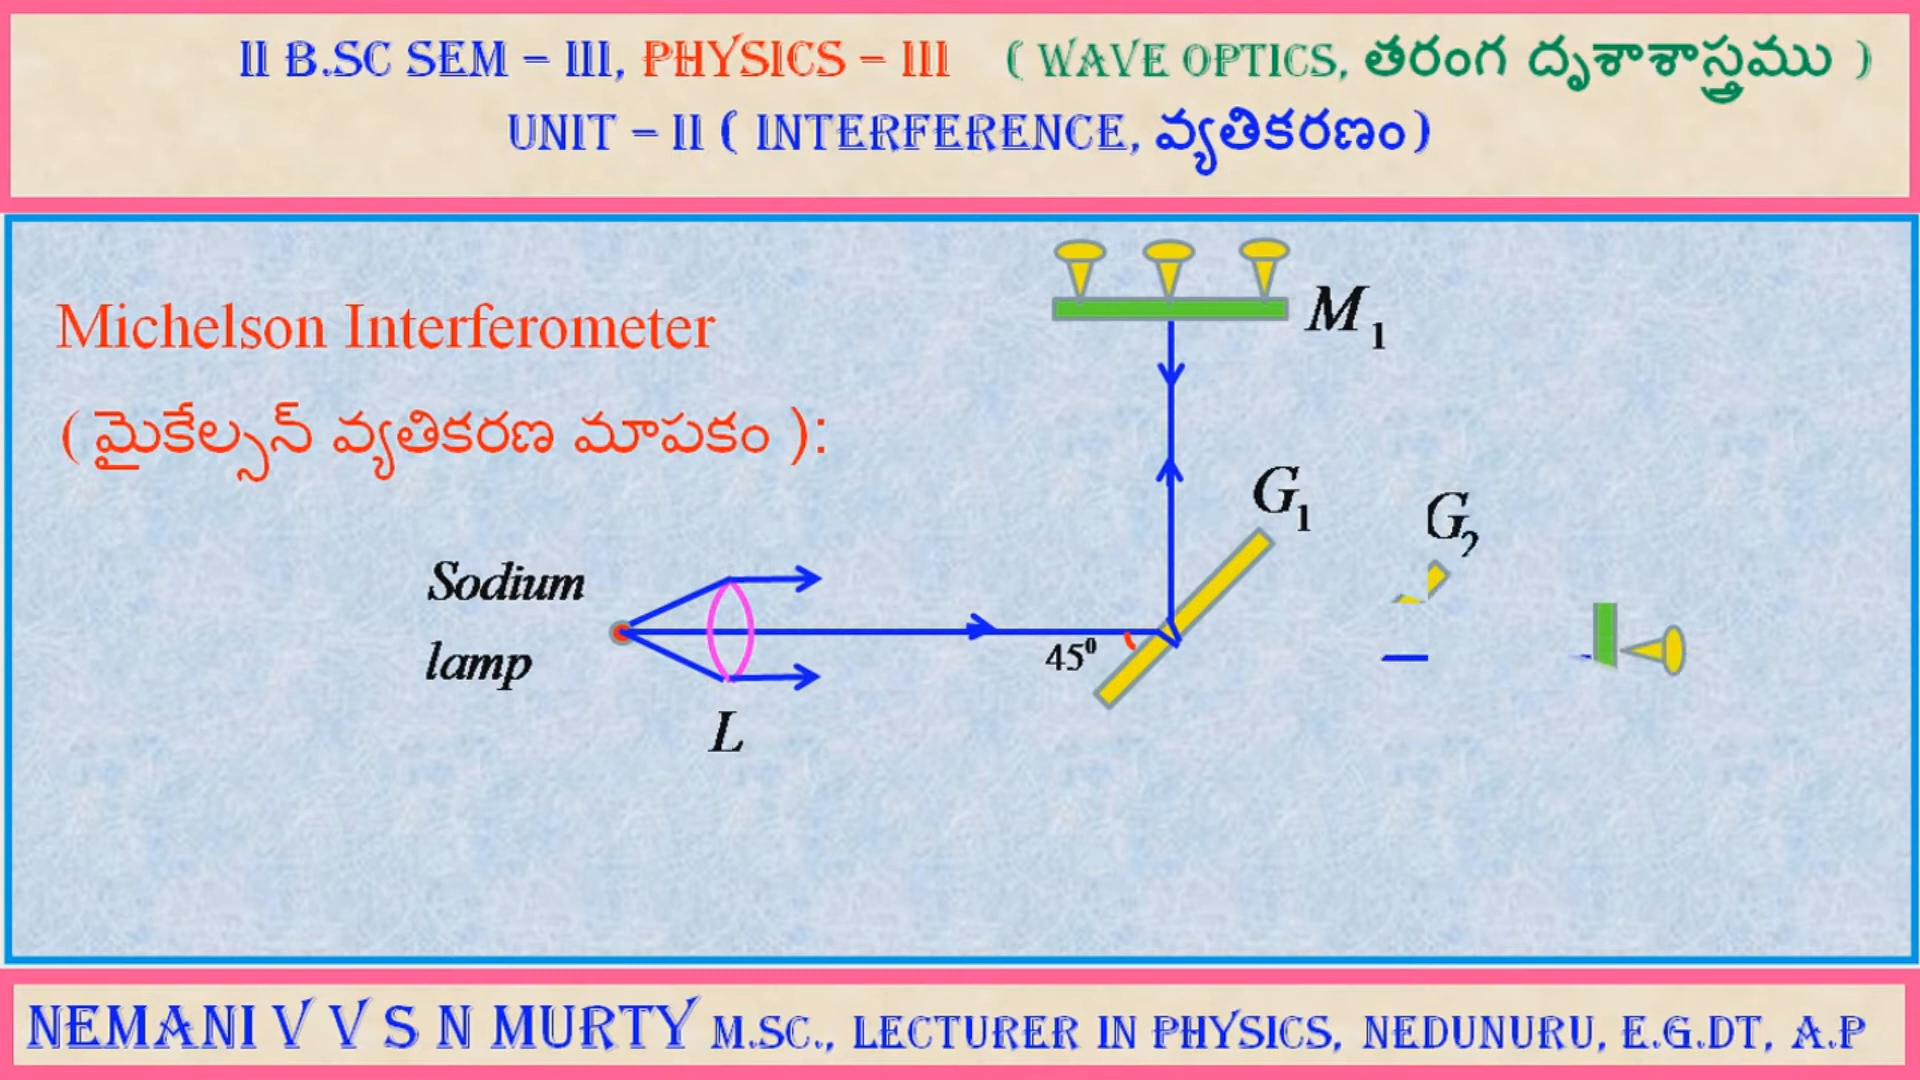 II B.SC SEM – III, PHYSICS – III ( WAVE OPTICS, తరంగ దృశాశాస్త్రము )
UNIT – II ( INTERFERENCE, వ్యతికరణం)
Michelson Interferometer
( మైకేల్సన్ వ్యతికరణ మాపకం ):
M₁
G₁
G₂
Sodium
lamp
45⁰
L
NEMANI V V S N MURTY M.SC., LECTURER IN PHYSICS, NEDUNURU, E.G.DT, A.P